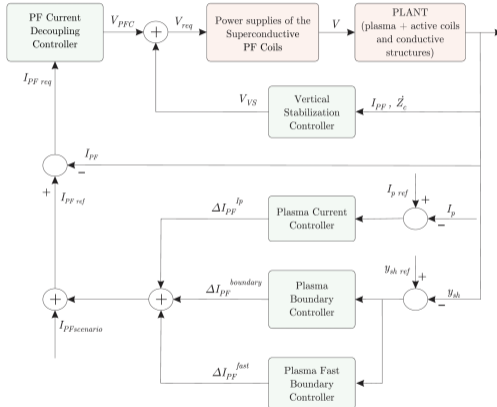 PF Current
Decoupling
Controller
V_PFC
+
V_req
Power supplies of the
Superconductive
PF Coils
V
PLANT
(plasma + active coils
and conductive
structures)
I_PF req
V_VS
Vertical
Stabilization
Controller
I_PF , Ż_c
I_PF
−
+
I_PF ref
ΔI_PF^Ip
Plasma Current
Controller
I_p ref
+
I_p
−
ΔI_PF^boundary
Plasma
Boundary
Controller
y_sh ref
+
y_sh
−
+
+
I_PFscenario
ΔI_PF^fast
Plasma Fast
Boundary
Controller